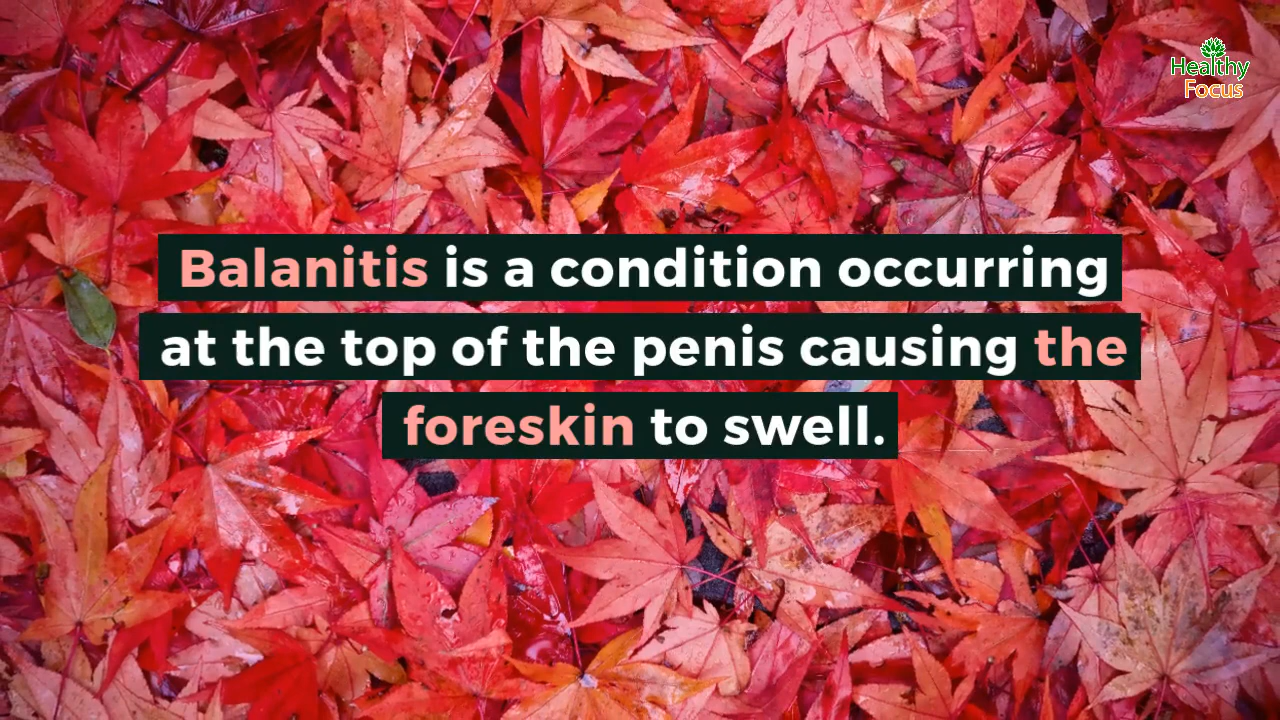 Healthy
Focus
Balanitis is a condition occurring
at the top of the penis causing the
foreskin to swell.